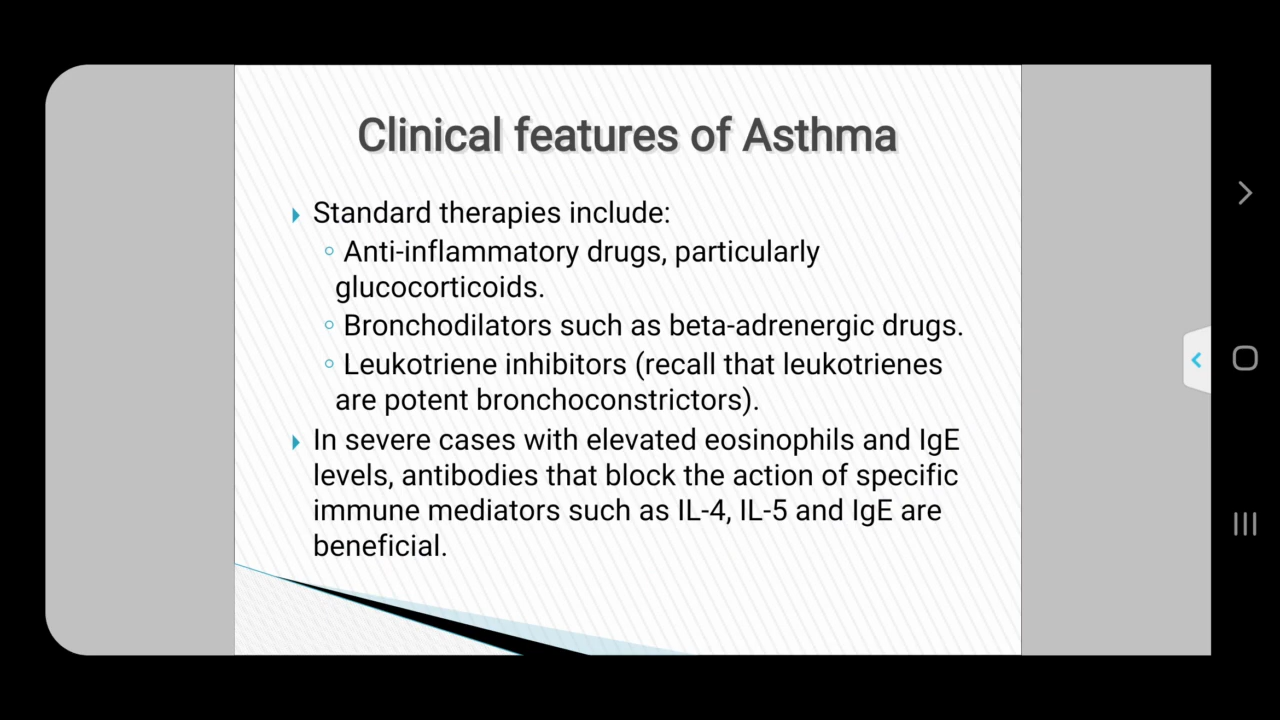 Clinical features of Asthma
Standard therapies include:
Anti-inflammatory drugs, particularly
glucocorticoids.
Bronchodilators such as beta-adrenergic drugs.
Leukotriene inhibitors (recall that leukotrienes
are potent bronchoconstrictors).
In severe cases with elevated eosinophils and IgE
levels, antibodies that block the action of specific
immune mediators such as IL-4, IL-5 and IgE are
beneficial.